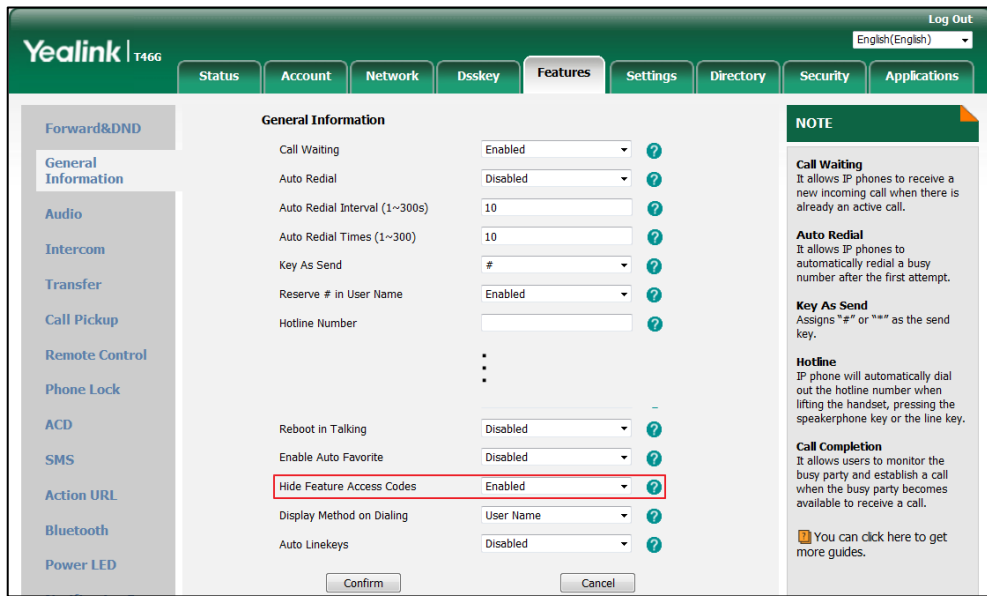 Log Out
Yealink T46G
English(English)
Status Account Network Dsskey Features Settings Directory Security Applications
Forward&DND
General
Information
Audio
Intercom
Transfer
Call Pickup
Remote Control
Phone Lock
ACD
SMS
Action URL
Bluetooth
Power LED
General Information
Call Waiting Enabled ?
Auto Redial Disabled ?
Auto Redial Interval (1~300s) 10 ?
Auto Redial Times (1~300) 10 ?
Key As Send # ?
Reserve # in User Name Enabled ?
Hotline Number ?
Reboot in Talking Disabled ?
Enable Auto Favorite Disabled ?
Hide Feature Access Codes Enabled ?
Display Method on Dialing User Name ?
Auto Linekeys Disabled ?
Confirm Cancel
NOTE
Call Waiting
It allows IP phones to receive a
new incoming call when there is
already an active call.
Auto Redial
It allows IP phones to
automatically redial a busy
number after the first attempt.
Key As Send
Assigns "#" or "*" as the send
key.
Hotline
IP phone will automatically dial
out the hotline number when
lifting the handset, pressing the
speakerphone key or the line key.
Call Completion
It allows users to monitor the
busy party and establish a call
when the busy party becomes
available to receive a call.
? You can click here to get
more guides.